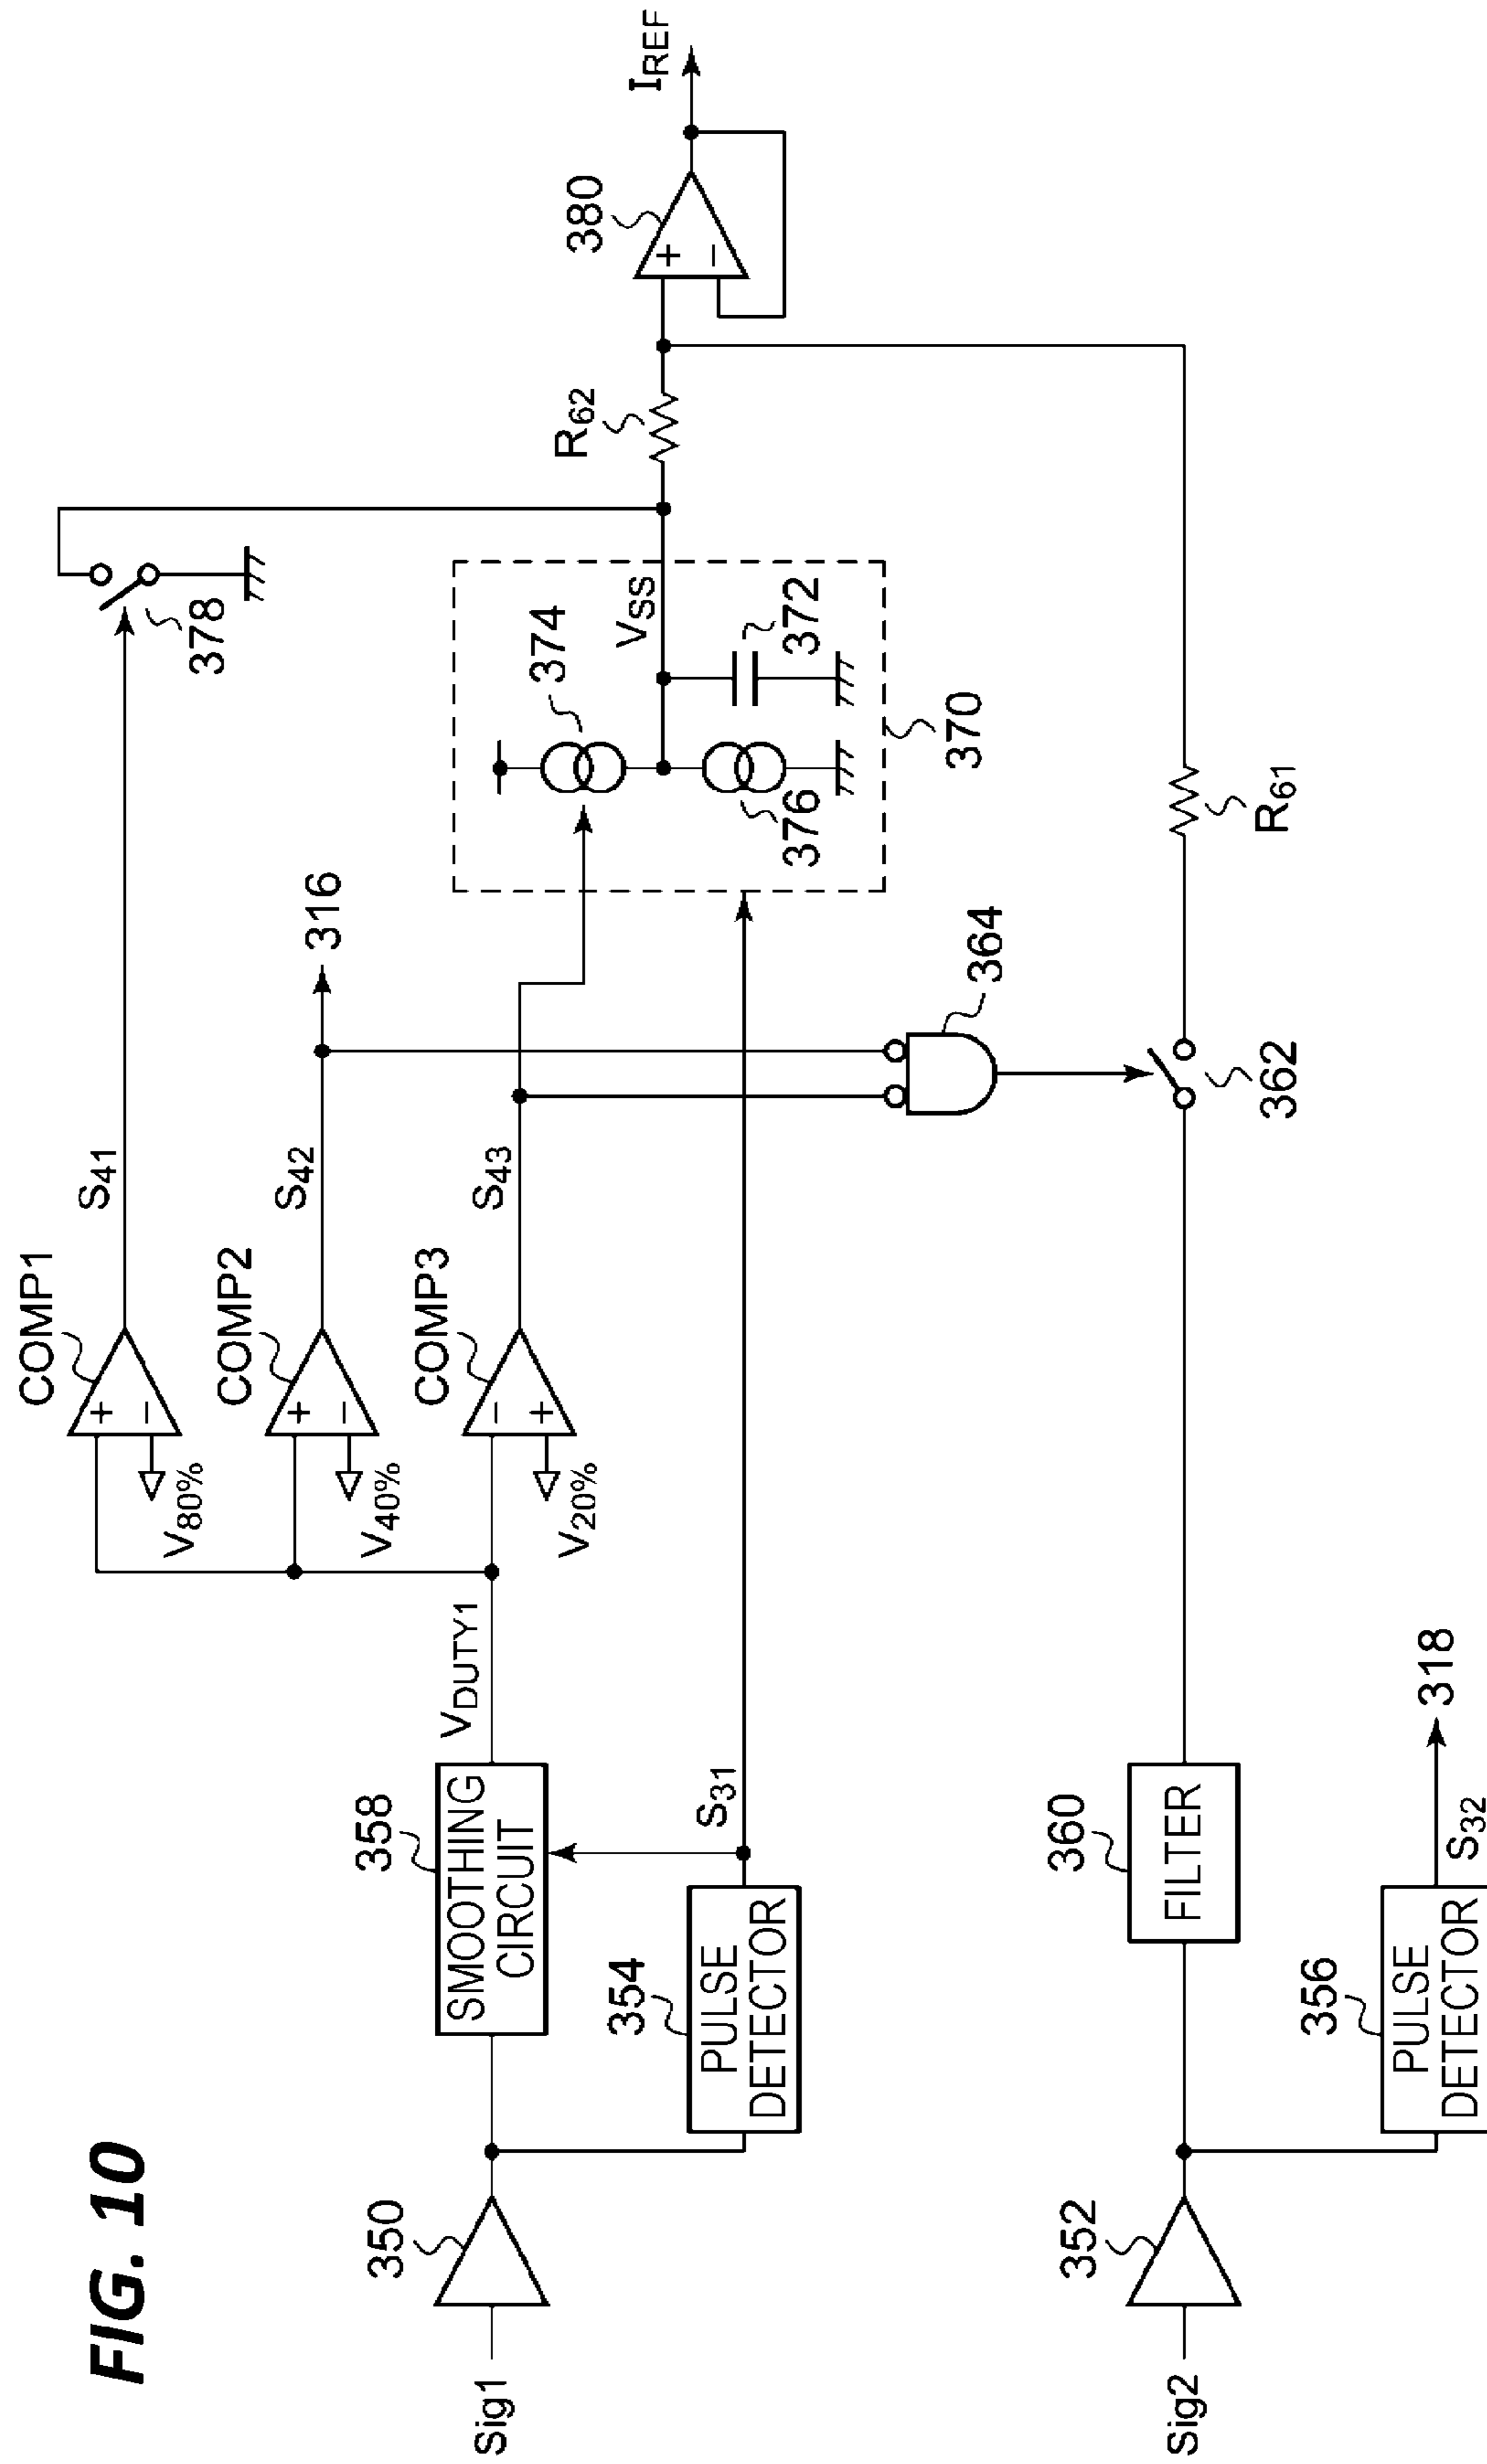 FIG. 10
Sig1
350
358
SMOOTHING
CIRCUIT
354
PULSE
DETECTOR
S31
VDUTY1
COMP1
+
−
V80%
S41
COMP2
+
−
V40%
S42
316
COMP3
−
+
V20%
S43
378
374
VSS
372
376
370
R62
380
+
−
IREF
364
362
R61
Sig2
352
360
FILTER
356
PULSE
DETECTOR
S32
318